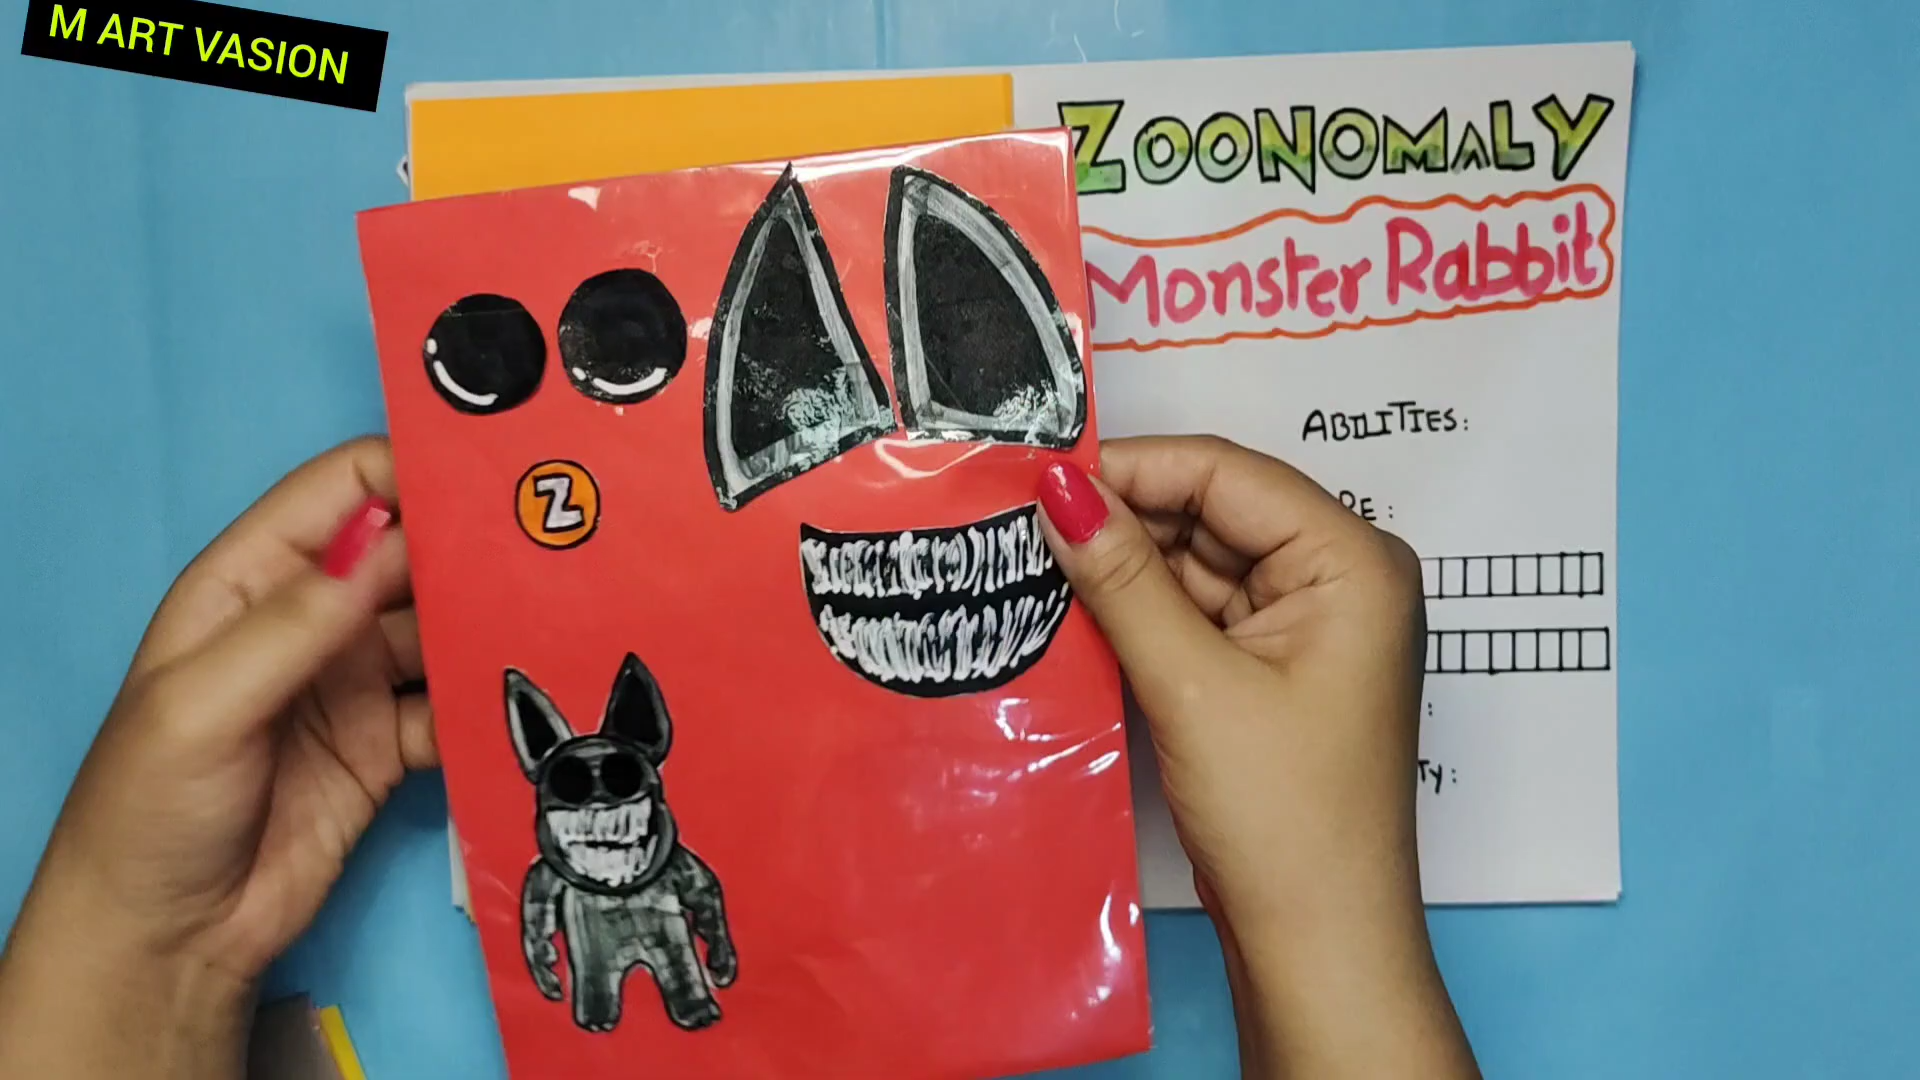 M ART VASION
ZOONOMALY
Monster Rabbit
ABILITIES:
Z